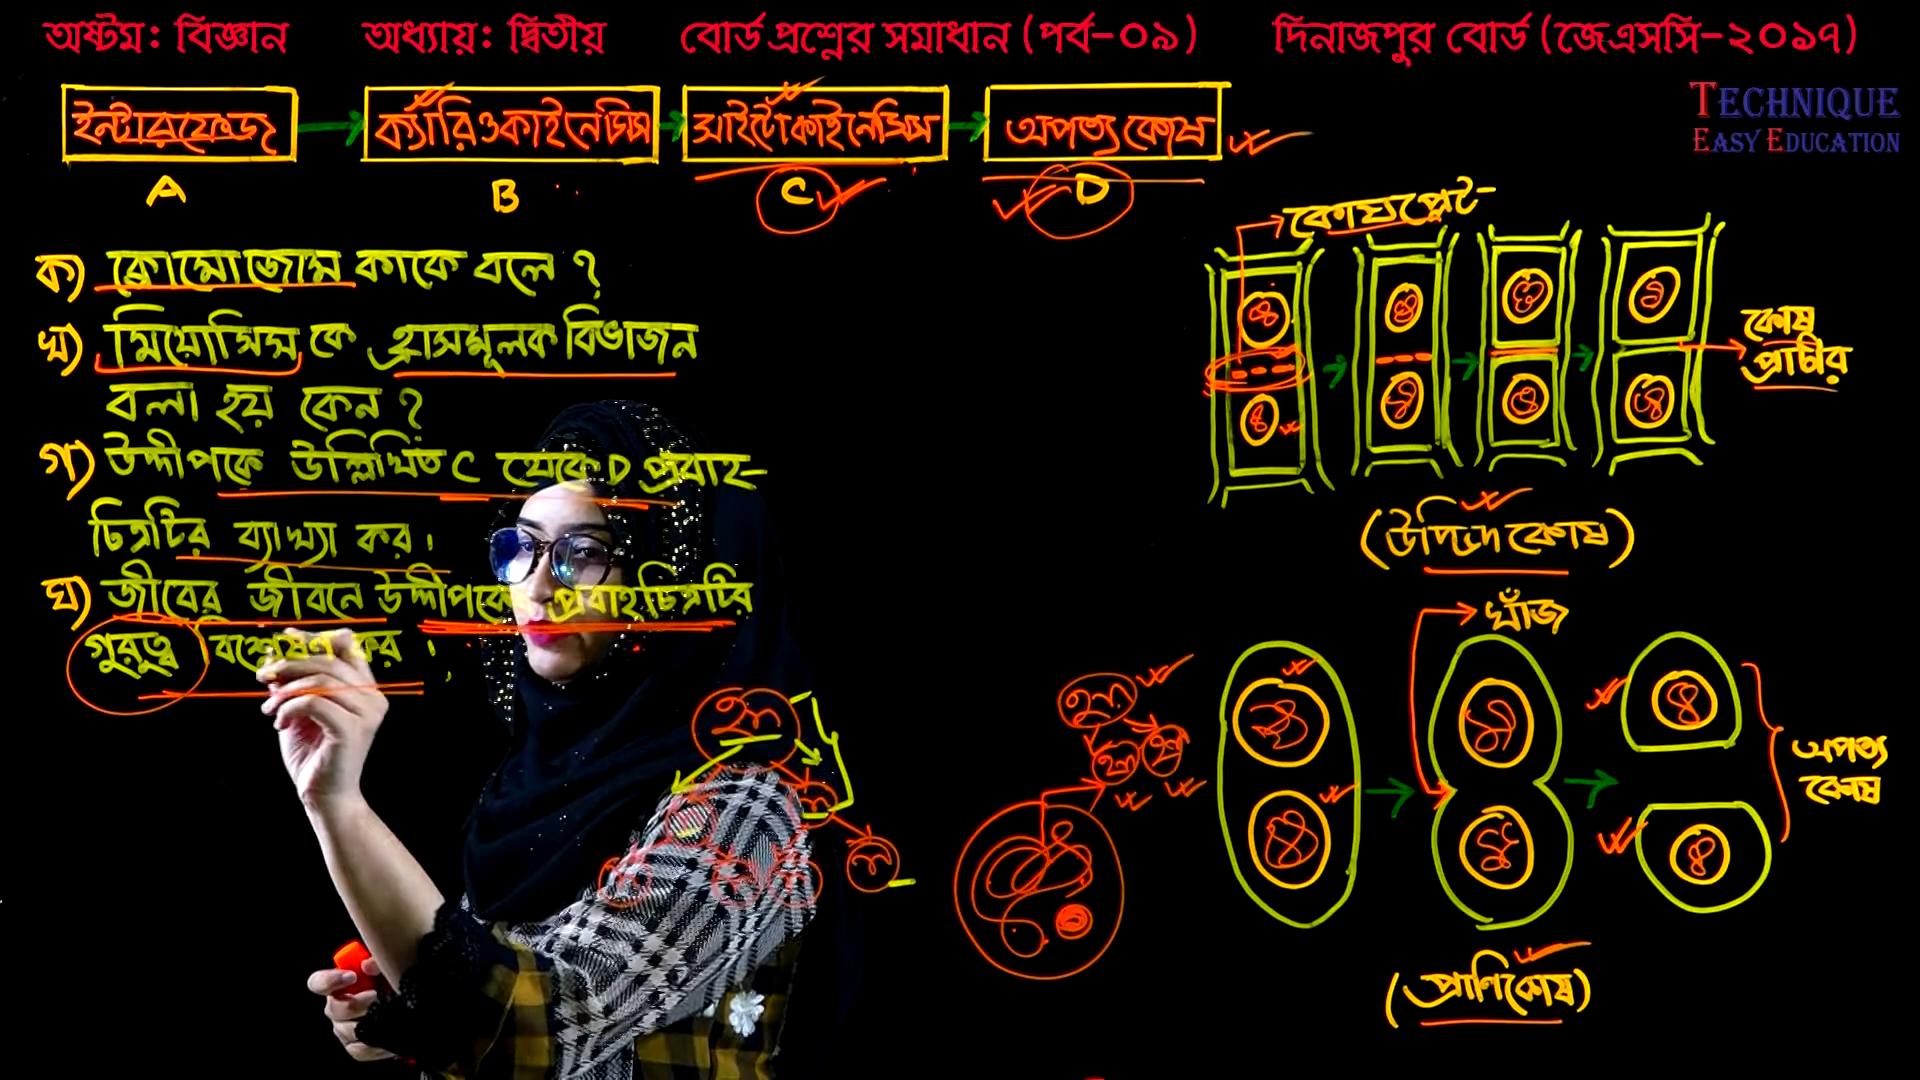 অষ্টম: বিজ্ঞান অধ্যায়: দ্বিতীয় বোর্ড প্রশ্নের সমাধান (পর্ব-০৯) দিনাজপুর বোর্ড (জেএসসি-২০১৭)
TECHNIQUE
EASY EDUCATION
ইন্টারফেজ ক্যারিওকাইনেসিস সাইটোকাইনেসিস অপত্য কোষ
A B C D
ক) ক্রোমোজোম কাকে বলে ?
খ) মিয়োসিস কে হ্রাসমূলক বিভাজন
বলা হয় কেন ?
গ) উদ্দীপকে উল্লিখিত C থেকে D প্রবাহ-
চিত্রটির ব্যাখ্যা কর।
ঘ) জীবের জীবনে উদ্দীপকের প্রবাহচিত্রটির
গুরুত্ব বিশ্লেষণ কর।
কোষপ্লেট
কোষ
প্রাচীর
(উদ্ভিদ কোষ)
খাঁজ
অপত্য
কোষ
(প্রাণিকোষ)